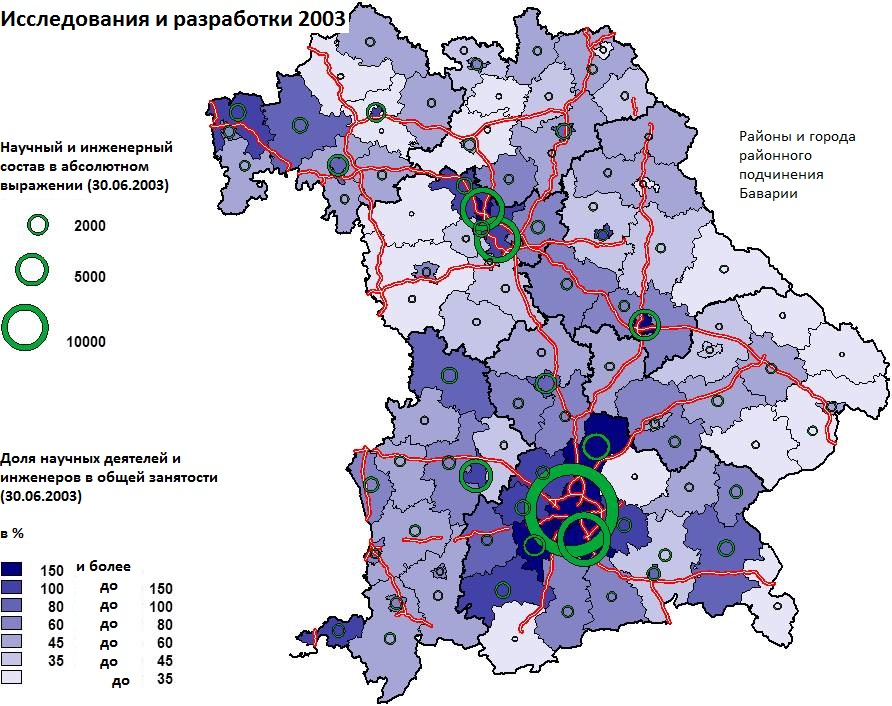 Исследования и разработки 2003
Научный и инженерный
состав в абсолютном
выражении (30.06.2003)
2000
5000
10000
Районы и города
районного
подчинения
Баварии
Доля научных деятелей и
инженеров в общей занятости
(30.06.2003)
в %
150 и более
100 до 150
80 до 100
60 до 80
45 до 60
35 до 45
до 35